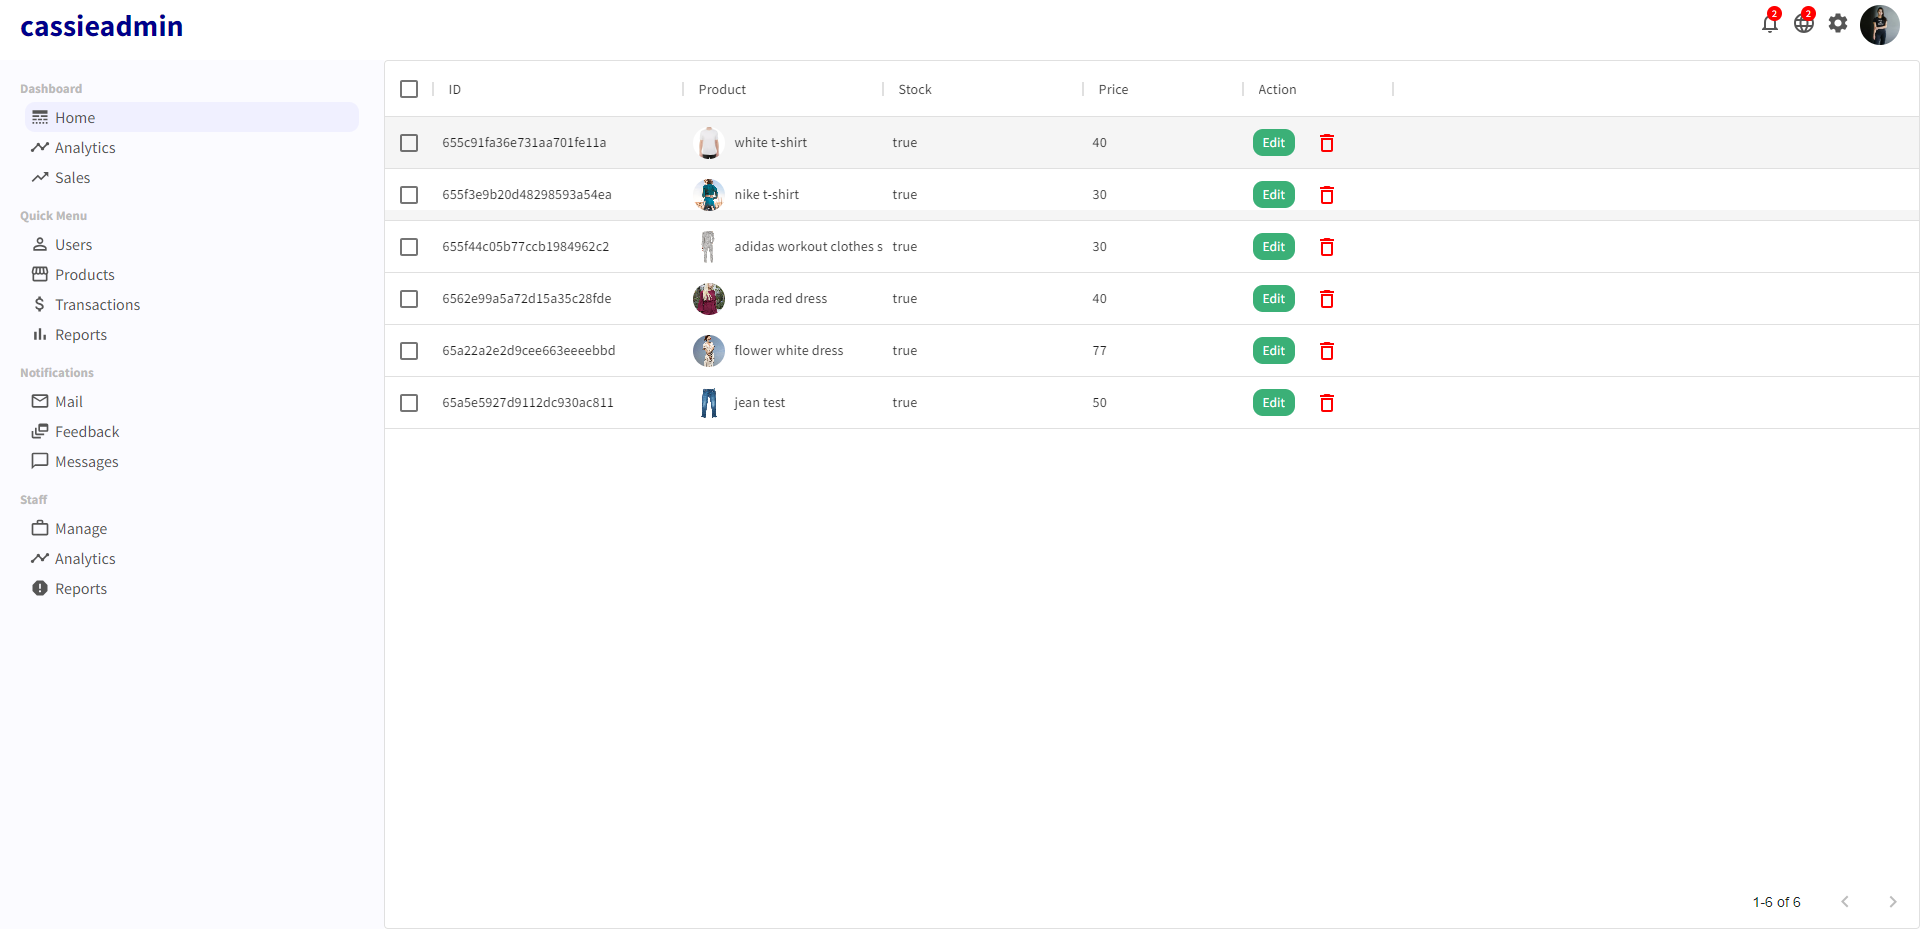 cassieadmin
2
2
Dashboard
Home
Analytics
Sales
Quick Menu
Users
Products
Transactions
Reports
Notifications
Mail
Feedback
Messages
Staff
Manage
Analytics
Reports
ID Product Stock Price Action
655c91fa36e731aa701fe11a white t-shirt true 40 Edit
655f3e9b20d48298593a54ea nike t-shirt true 30 Edit
655f44c05b77ccb1984962c2 adidas workout clothes s true 30 Edit
6562e99a5a72d15a35c28fde prada red dress true 40 Edit
65a22a2e2d9cee663eeeebbd flower white dress true 77 Edit
65a5e5927d9112dc930ac811 jean test true 50 Edit
1-6 of 6